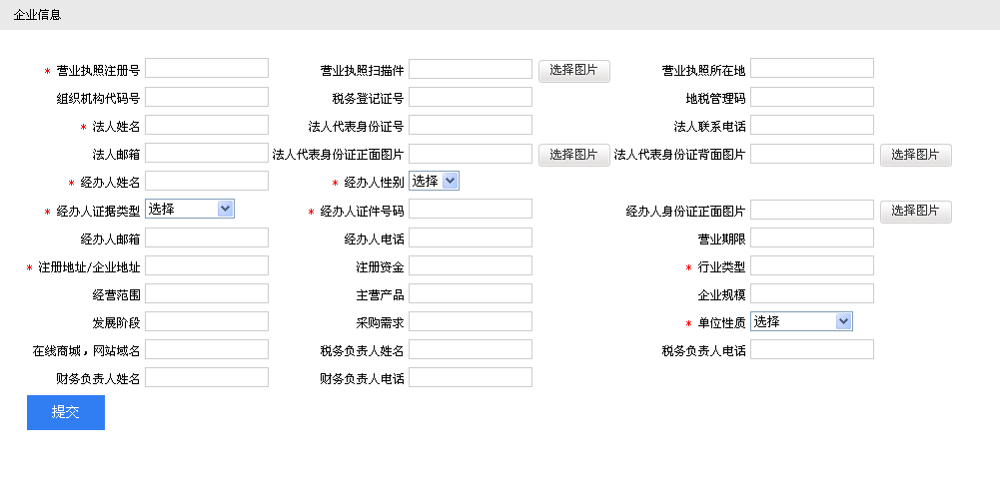 企业信息
* 营业执照注册号 营业执照扫描件 选择图片 营业执照所在地
组织机构代码号 税务登记证号 地税管理码
* 法人姓名 法人代表身份证号 法人联系电话
法人邮箱 法人代表身份证正面图片 选择图片 法人代表身份证背面图片 选择图片
* 经办人姓名 * 经办人性别 选择
* 经办人证据类型 选择 * 经办人证件号码 经办人身份证正面图片 选择图片
经办人邮箱 经办人电话 营业期限
* 注册地址/企业地址 注册资金 * 行业类型
经营范围 主营产品 企业规模
发展阶段 采购需求 * 单位性质 选择
在线商城，网站域名 税务负责人姓名 税务负责人电话
财务负责人姓名 财务负责人电话
提交